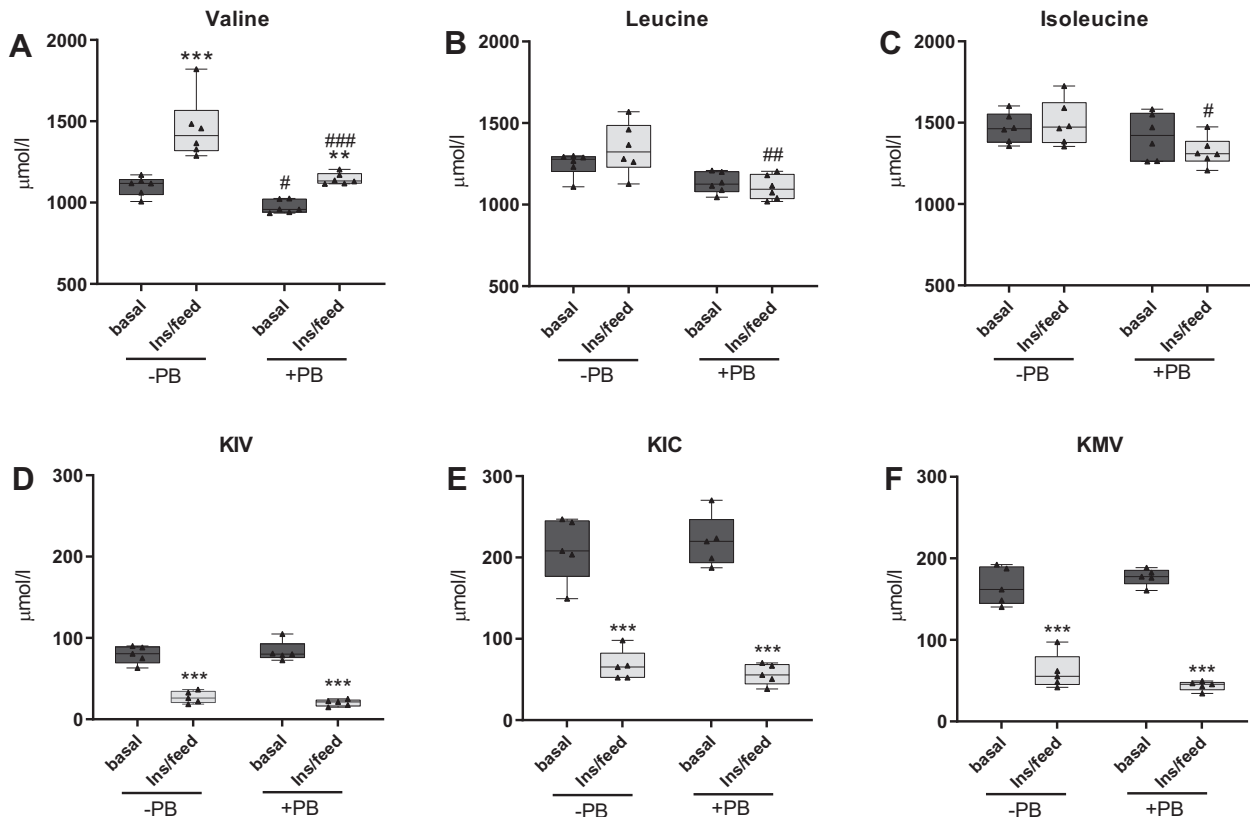 Valine
A
2000
1500
1000
500
μmol/l
***
#
###
**
basal
Ins/feed
basal
Ins/feed
-PB
+PB
Leucine
B
2000
1500
1000
500
μmol/l
##
basal
Ins/feed
basal
Ins/feed
-PB
+PB
Isoleucine
C
2000
1500
1000
500
μmol/l
#
basal
Ins/feed
basal
Ins/feed
-PB
+PB
KIV
D
300
200
100
0
μmol/l
***
***
basal
Ins/feed
basal
Ins/feed
-PB
+PB
KIC
E
300
200
100
0
μmol/l
***
***
basal
Ins/feed
basal
Ins/feed
-PB
+PB
KMV
F
300
200
100
0
μmol/l
***
***
basal
Ins/feed
basal
Ins/feed
-PB
+PB